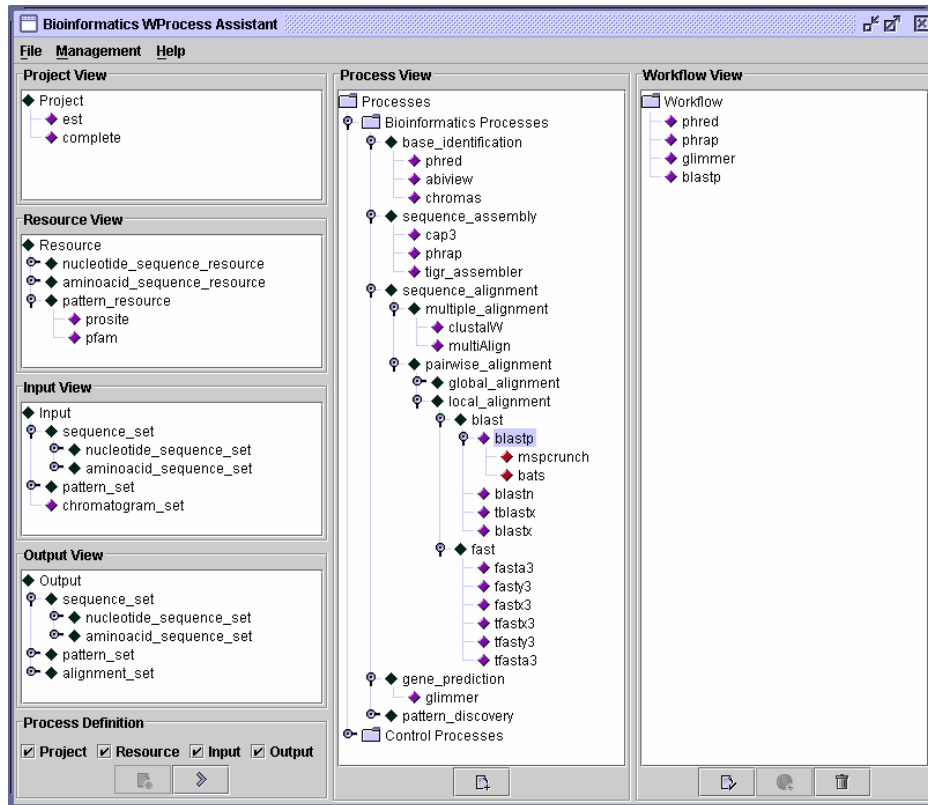 Bioinformatics WProcess Assistant
File Management Help
Project View
Project
est
complete
Resource View
Resource
nucleotide_sequence_resource
aminoacid_sequence_resource
pattern_resource
prosite
pfam
Input View
Input
sequence_set
nucleotide_sequence_set
aminoacid_sequence_set
pattern_set
chromatogram_set
Output View
Output
sequence_set
nucleotide_sequence_set
aminoacid_sequence_set
pattern_set
alignment_set
Process Definition
Project Resource Input Output
Process View
Processes
Bioinformatics Processes
base_identification
phred
abiview
chromas
sequence_assembly
cap3
phrap
tigr_assembler
sequence_alignment
multiple_alignment
clustalW
multiAlign
pairwise_alignment
global_alignment
local_alignment
blast
blastp
mspcrunch
bats
blastn
tblastx
blastx
fast
fasta3
fasty3
fastx3
tfastx3
tfasty3
tfasta3
gene_prediction
glimmer
pattern_discovery
Control Processes
Workflow View
Workflow
phred
phrap
glimmer
blastp